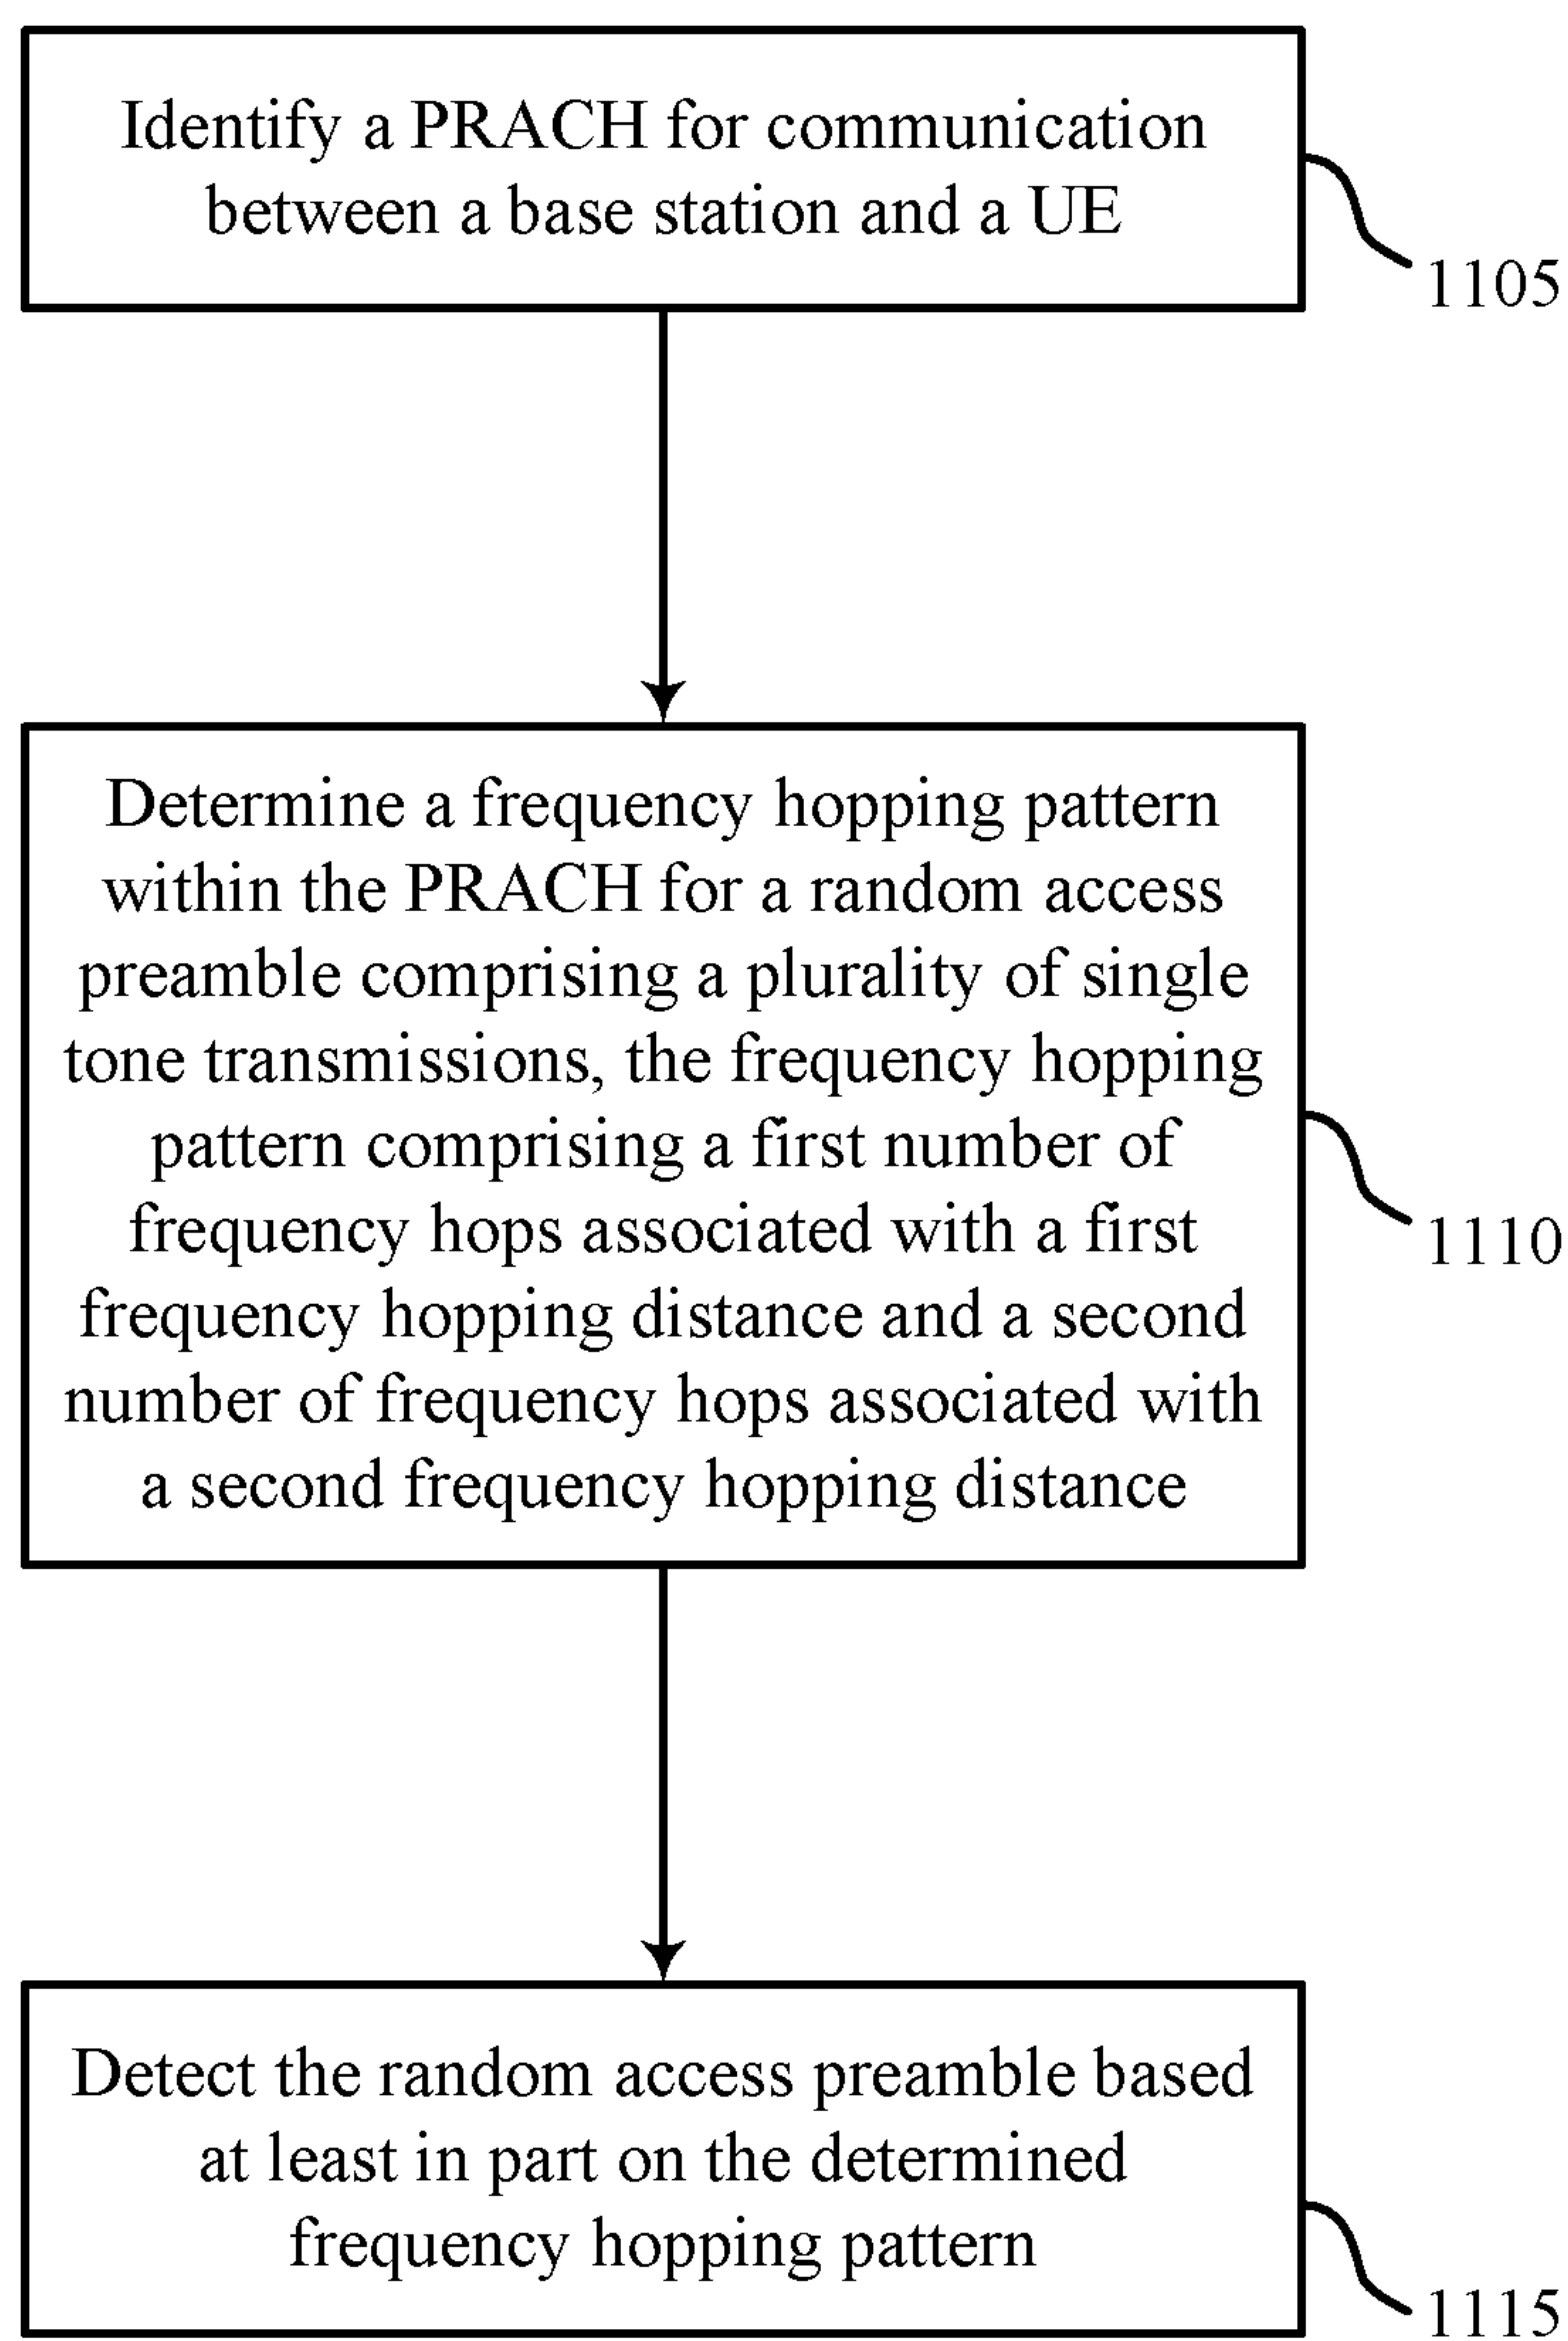 Identify a PRACH for communication
between a base station and a UE
1105
Determine a frequency hopping pattern
within the PRACH for a random access
preamble comprising a plurality of single
tone transmissions, the frequency hopping
pattern comprising a first number of
frequency hops associated with a first
frequency hopping distance and a second
number of frequency hops associated with
a second frequency hopping distance
1110
Detect the random access preamble based
at least in part on the determined
frequency hopping pattern
1115